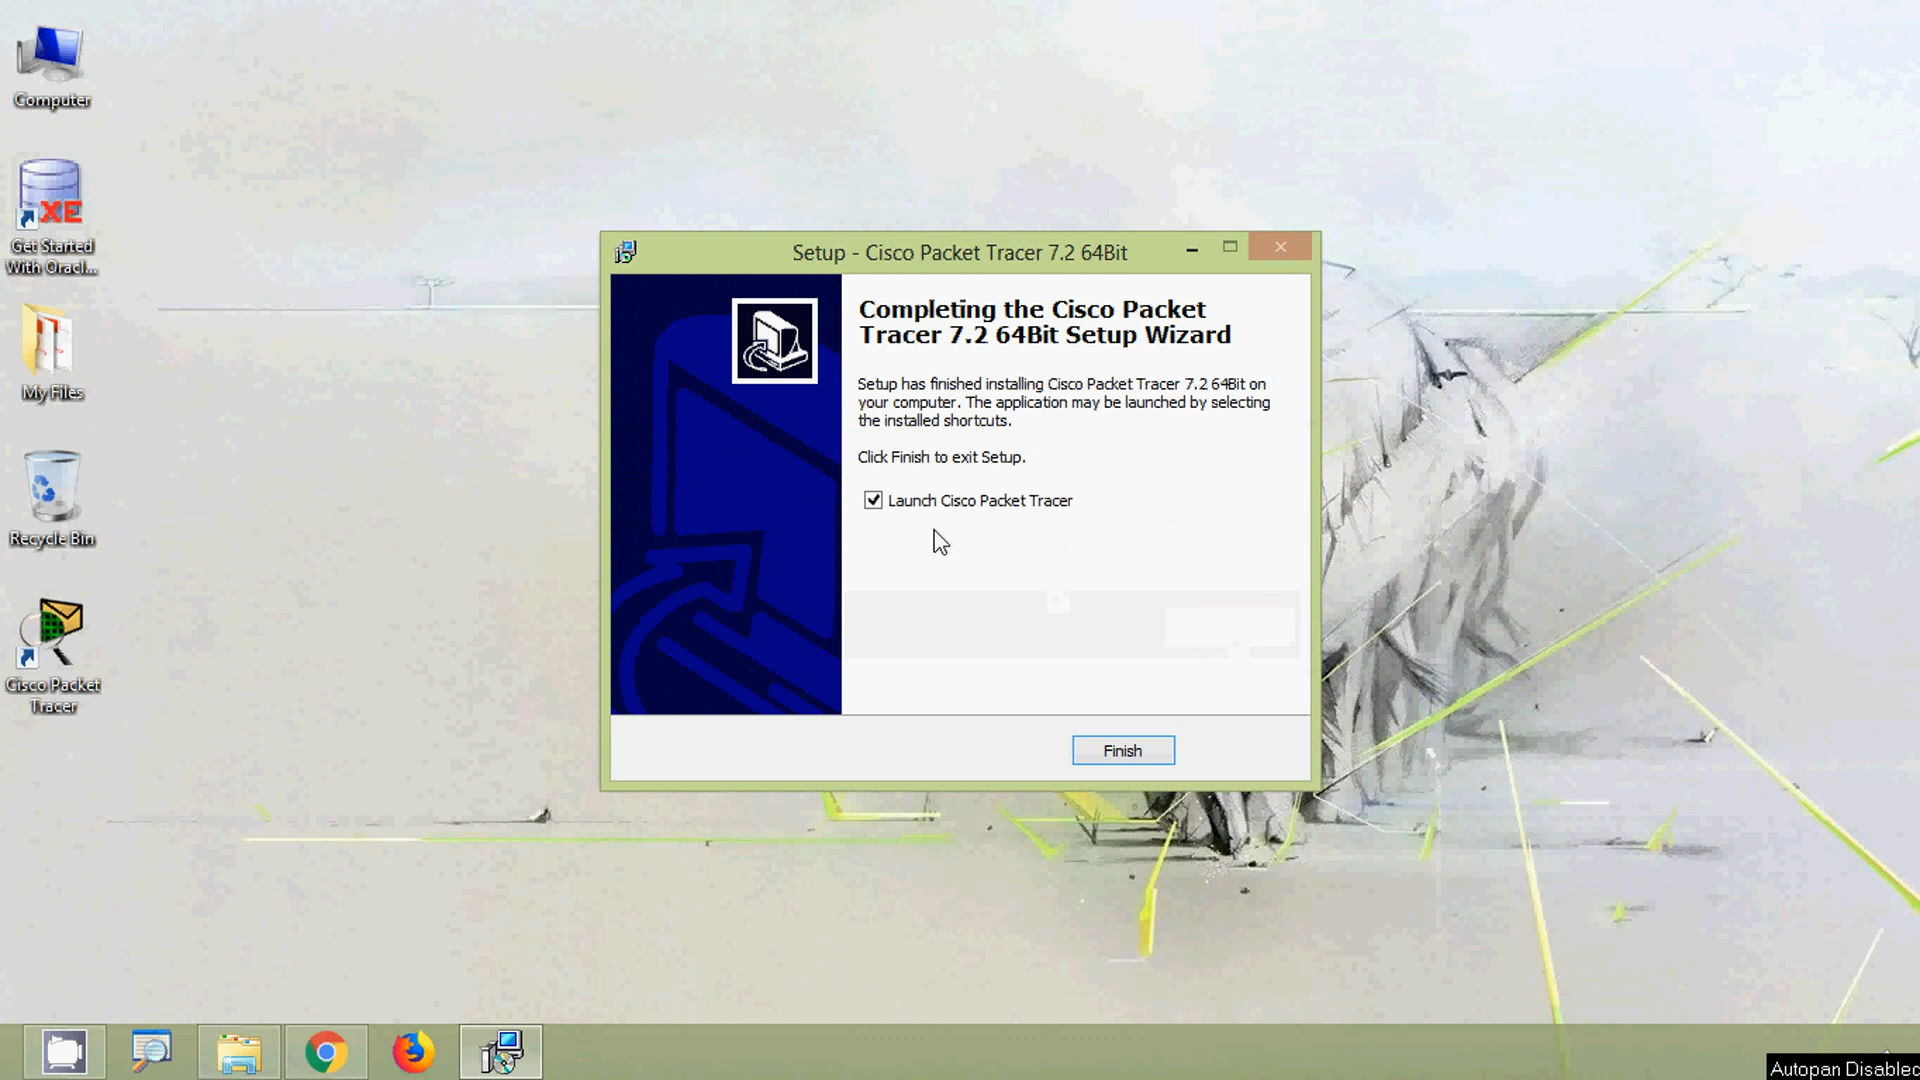 Computer
XE
Get Started
With Oracl...
My Files
Recycle Bin
Cisco Packet
Tracer
Setup - Cisco Packet Tracer 7.2 64Bit
Completing the Cisco Packet
Tracer 7.2 64Bit Setup Wizard
Setup has finished installing Cisco Packet Tracer 7.2 64Bit on
your computer. The application may be launched by selecting
the installed shortcuts.
Click Finish to exit Setup.
Launch Cisco Packet Tracer
Finish
Autopan Disabled